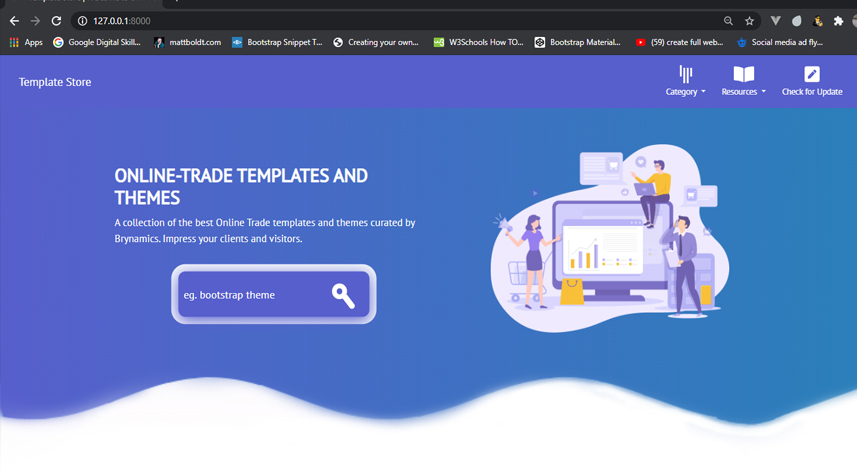 127.0.0.1:8000
Apps
Google Digital Skill...
mattboldt.com
Bootstrap Snippet T...
Creating your own...
W3Schools How TO...
Bootstrap Material...
(59) create full web...
Social media ad fly...
Template Store
Category
Resources
Check for Update
ONLINE-TRADE TEMPLATES AND
THEMES
A collection of the best Online Trade templates and themes curated by
Brynamics. Impress your clients and visitors.
eg. bootstrap theme